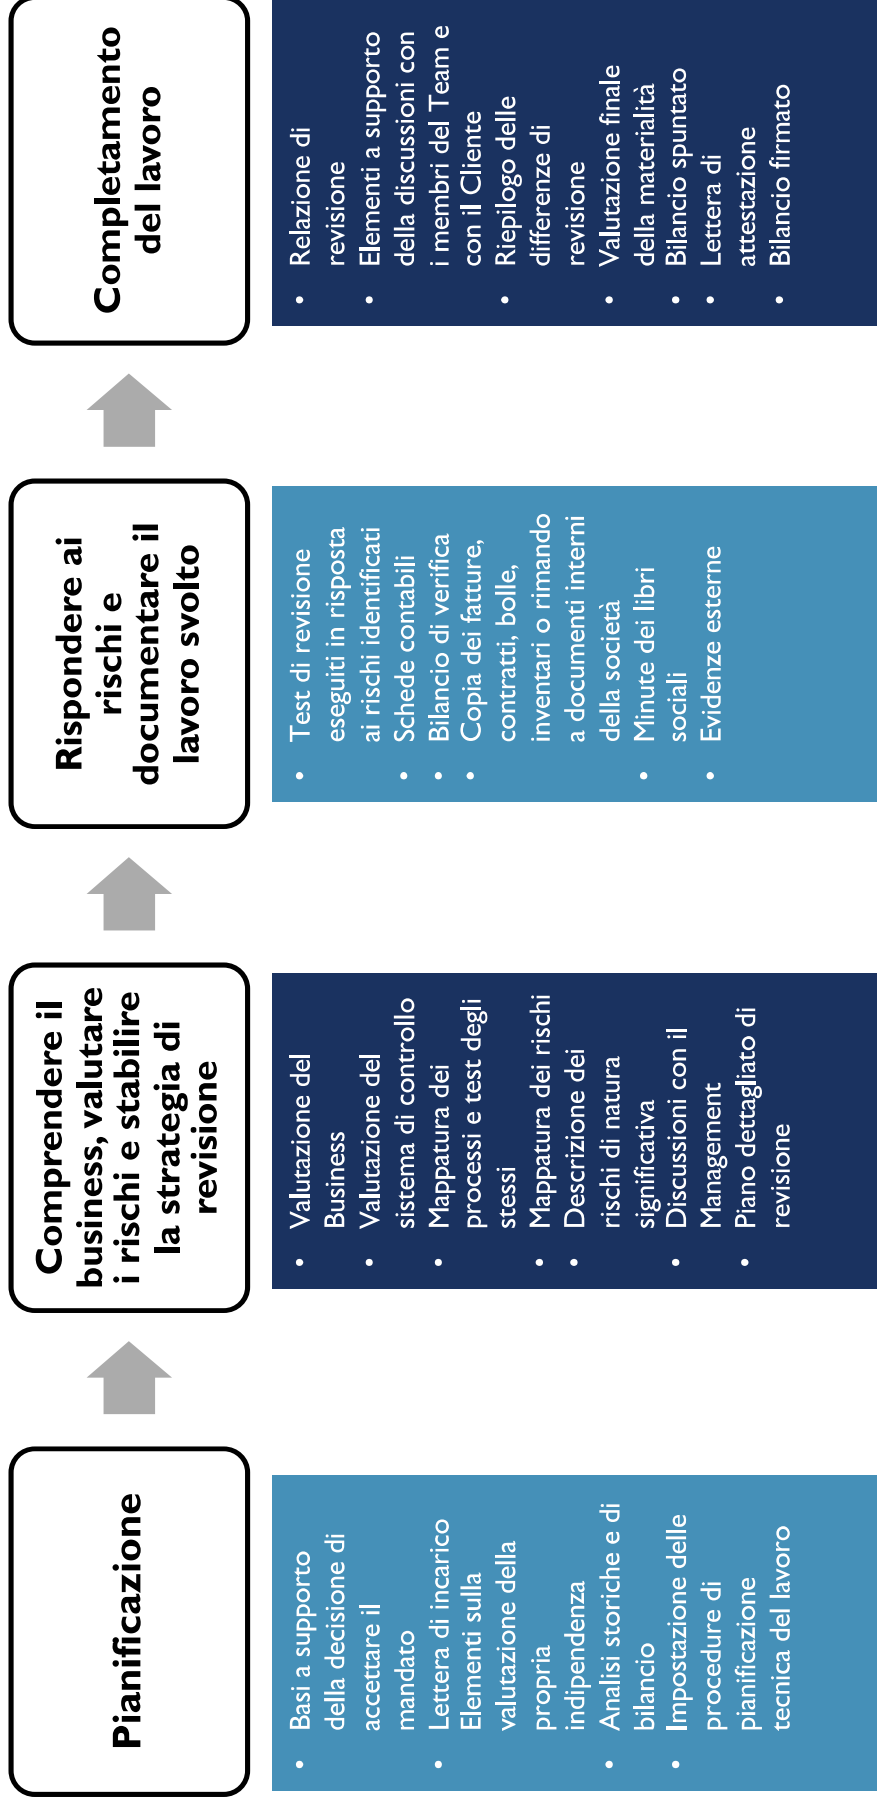 Pianificazione
• Basi a supporto
della decisione di
accettare il
mandato
• Lettera di incarico
Elementi sulla
valutazione della
propria
indipendenza
• Analisi storiche e di
bilancio
• Impostazione delle
procedure di
pianificazione
tecnica del lavoro
Comprendere il
business, valutare
i rischi e stabilire
la strategia di
revisione
• Valutazione del
Business
• Valutazione del
sistema di controllo
• Mappatura dei
processi e test degli
stessi
• Mappatura dei rischi
• Descrizione dei
rischi di natura
significativa
• Discussioni con il
Management
• Piano dettagliato di
revisione
Rispondere ai
rischi e
documentare il
lavoro svolto
• Test di revisione
eseguiti in risposta
ai rischi identificati
• Schede contabili
• Bilancio di verifica
• Copia dei fatture,
contratti, bolle,
inventari o rimando
a documenti interni
della società
• Minute dei libri
sociali
• Evidenze esterne
Completamento
del lavoro
• Relazione di
revisione
• Elementi a supporto
della discussioni con
i membri del Team e
con il Cliente
• Riepilogo delle
differenze di
revisione
• Valutazione finale
della materialità
• Bilancio spuntato
• Lettera di
attestazione
• Bilancio firmato